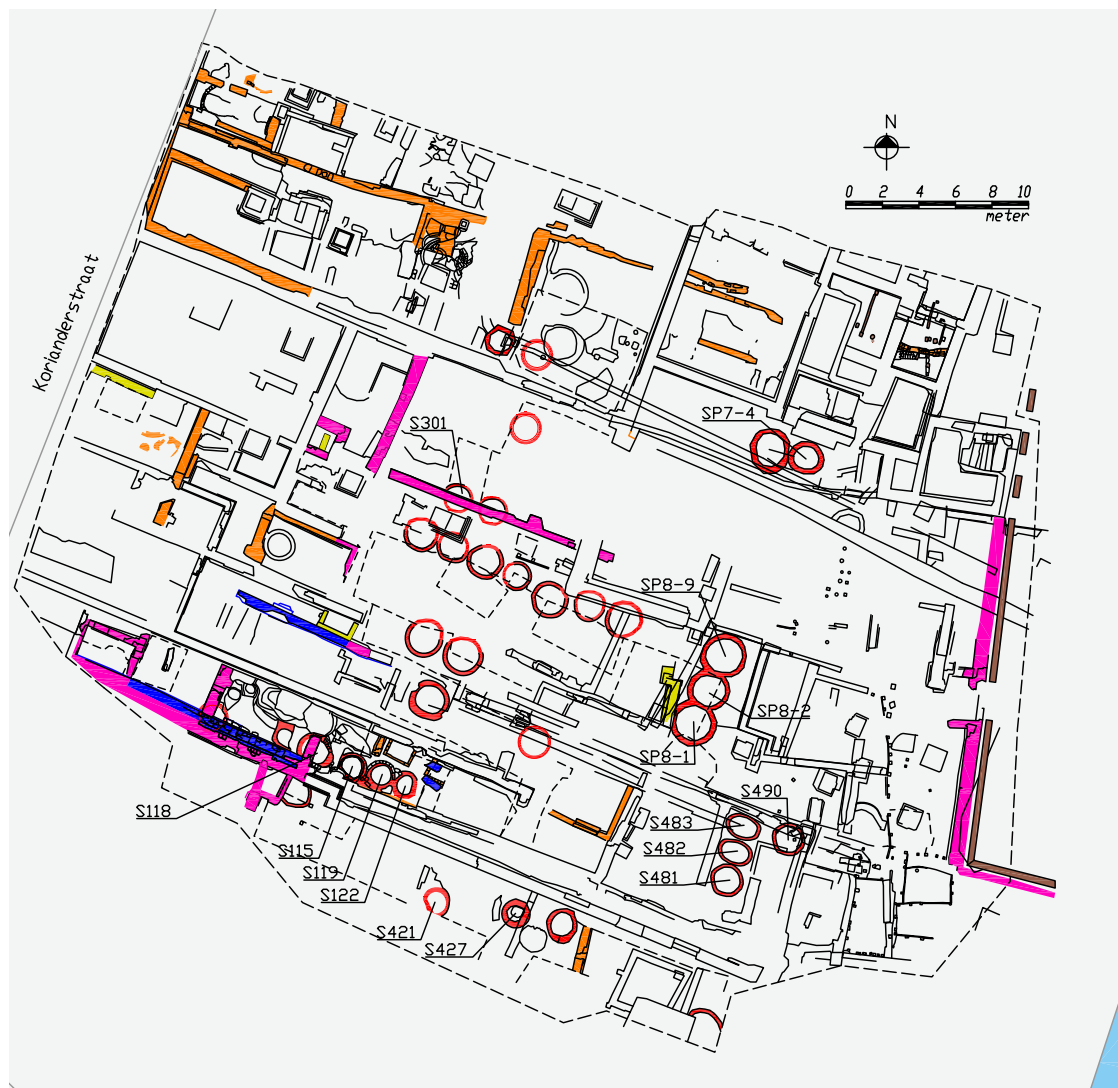 N
0 2 4 6 8 10
meter
Korianderstraat
S301
SP7-4
SP8-9
SP8-2
SP8-1
S118
S490
S483
S482
S481
S115
S119
S122
S421
S427